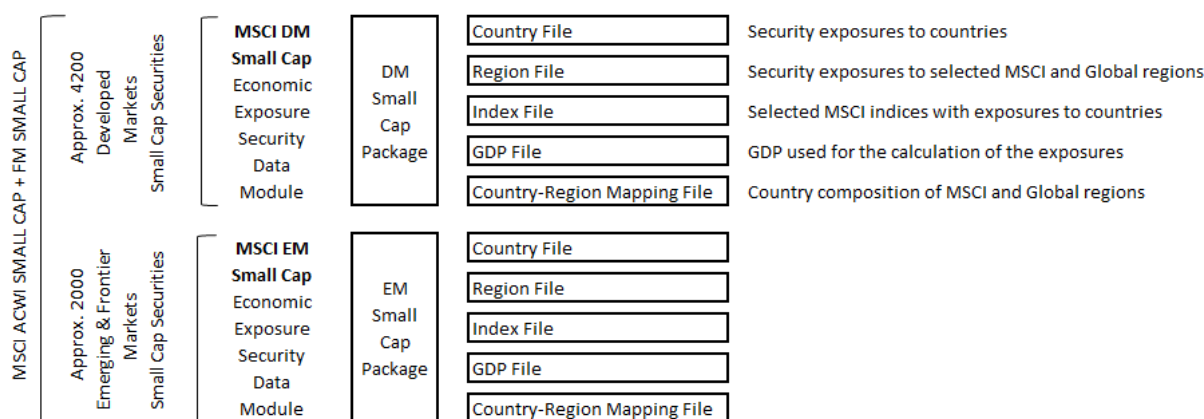 MSCI ACWI SMALL CAP + FM SMALL CAP
Approx. 4200
Developed
Markets
Small Cap Securities
MSCI DM
Small Cap
Economic
Exposure
Security
Data
Module
DM
Small
Cap
Package
Country File
Security exposures to countries
Region File
Security exposures to selected MSCI and Global regions
Index File
Selected MSCI indices with exposures to countries
GDP File
GDP used for the calculation of the exposures
Country-Region Mapping File
Country composition of MSCI and Global regions
Approx. 2000
Emerging & Frontier
Markets
Small Cap Securities
MSCI EM
Small Cap
Economic
Exposure
Security
Data
Module
EM
Small
Cap
Package
Country File
Region File
Index File
GDP File
Country-Region Mapping File